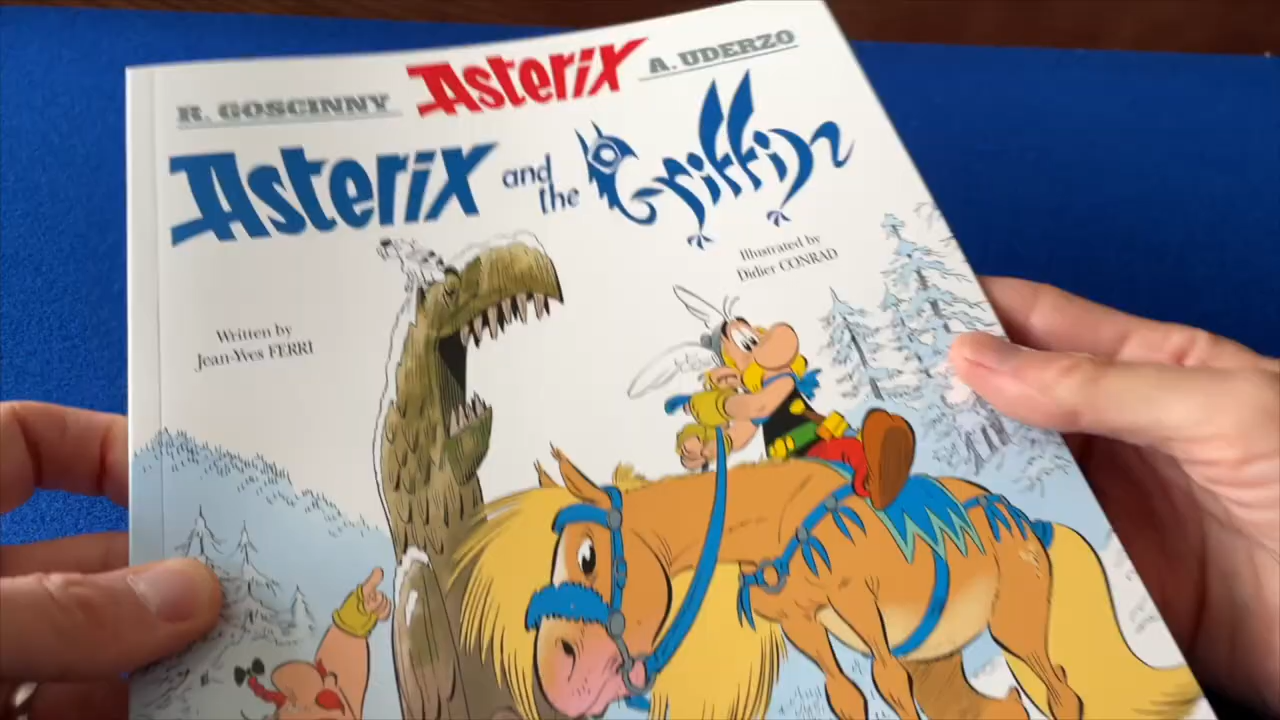 R. GOSCINNY Asterix A. UDERZO
Asterix and the Griffin
Illustrated by
Didier CONRAD
Written by
Jean-Yves FERRI